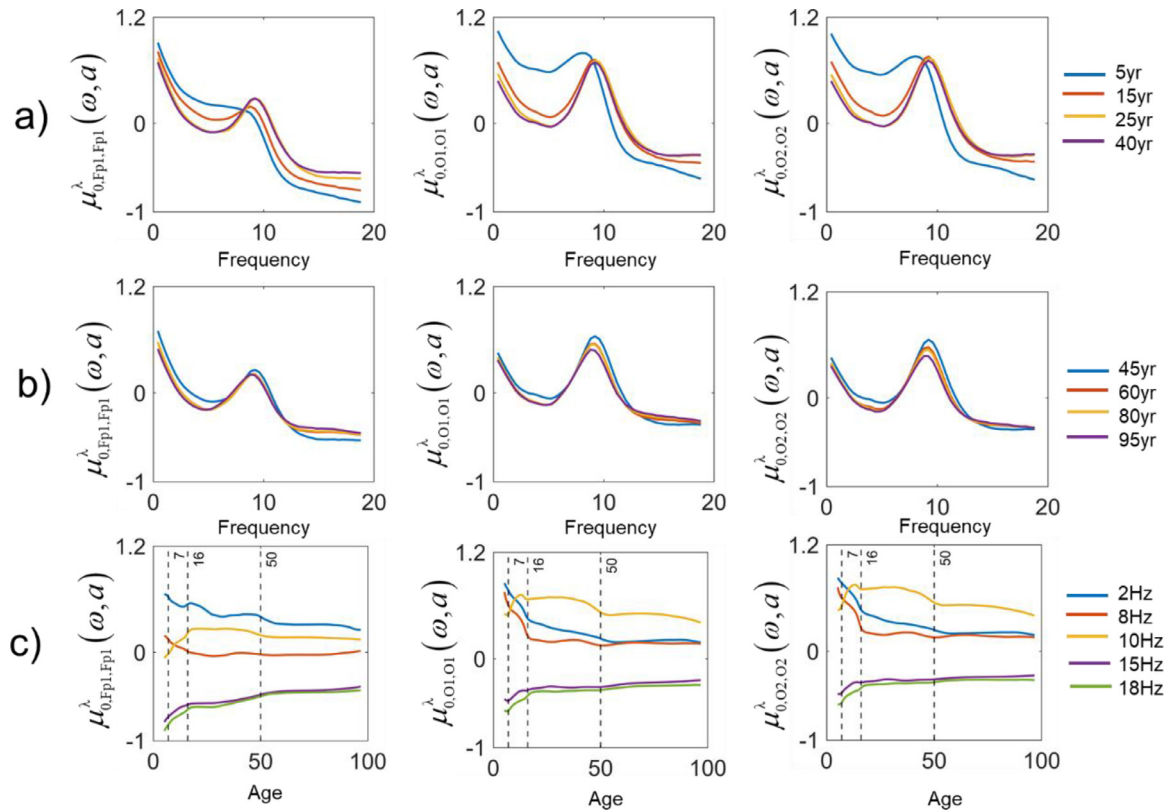 a)
1.2
0
-1
μ^λ_{0,Fp1,Fp1}(ω,a)
0 10 20
Frequency
1.2
0
-1
μ^λ_{0,O1,O1}(ω,a)
0 10 20
Frequency
1.2
0
-1
μ^λ_{0,O2,O2}(ω,a)
0 10 20
Frequency
5yr
15yr
25yr
40yr
b)
1.2
0
-1
μ^λ_{0,Fp1,Fp1}(ω,a)
0 10 20
Frequency
1.2
0
-1
μ^λ_{0,O1,O1}(ω,a)
0 10 20
Frequency
1.2
0
-1
μ^λ_{0,O2,O2}(ω,a)
0 10 20
Frequency
45yr
60yr
80yr
95yr
c)
1.2
0
-1
μ^λ_{0,Fp1,Fp1}(ω,a)
7 16 50
0 50 100
Age
1.2
0
-1
μ^λ_{0,O1,O1}(ω,a)
7 16 50
0 50 100
Age
1.2
0
-1
μ^λ_{0,O2,O2}(ω,a)
7 16 50
0 50 100
Age
2Hz
8Hz
10Hz
15Hz
18Hz